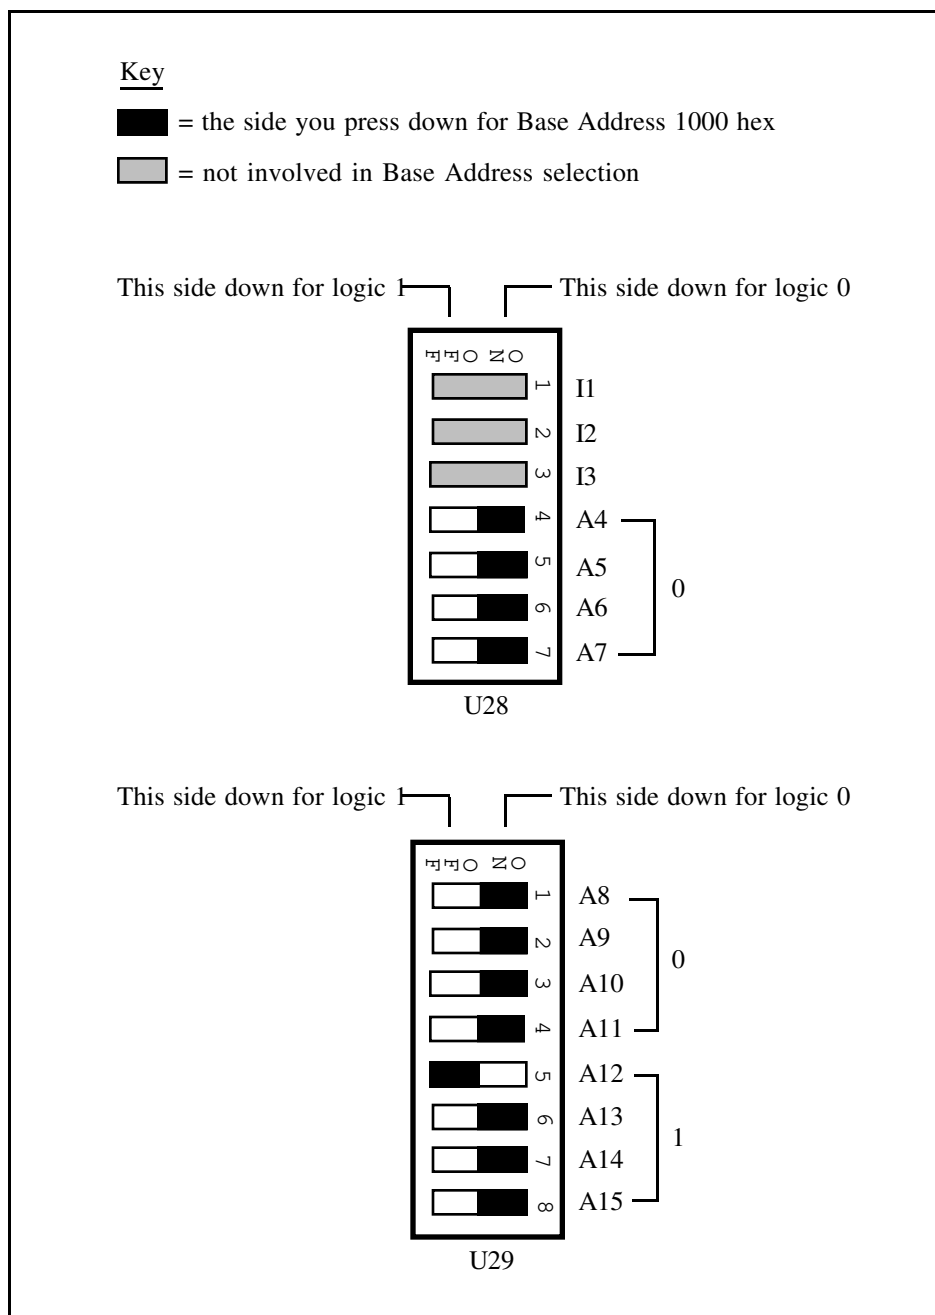 Key
= the side you press down for Base Address 1000 hex
= not involved in Base Address selection
This side down for logic 1 This side down for logic 0
OFF ON
1 I1
2 I2
3 I3
4 A4
5 A5
0
6 A6
7 A7
U28
This side down for logic 1 This side down for logic 0
OFF ON
1 A8
2 A9
0
3 A10
4 A11
5 A12
6 A13
1
7 A14
8 A15
U29